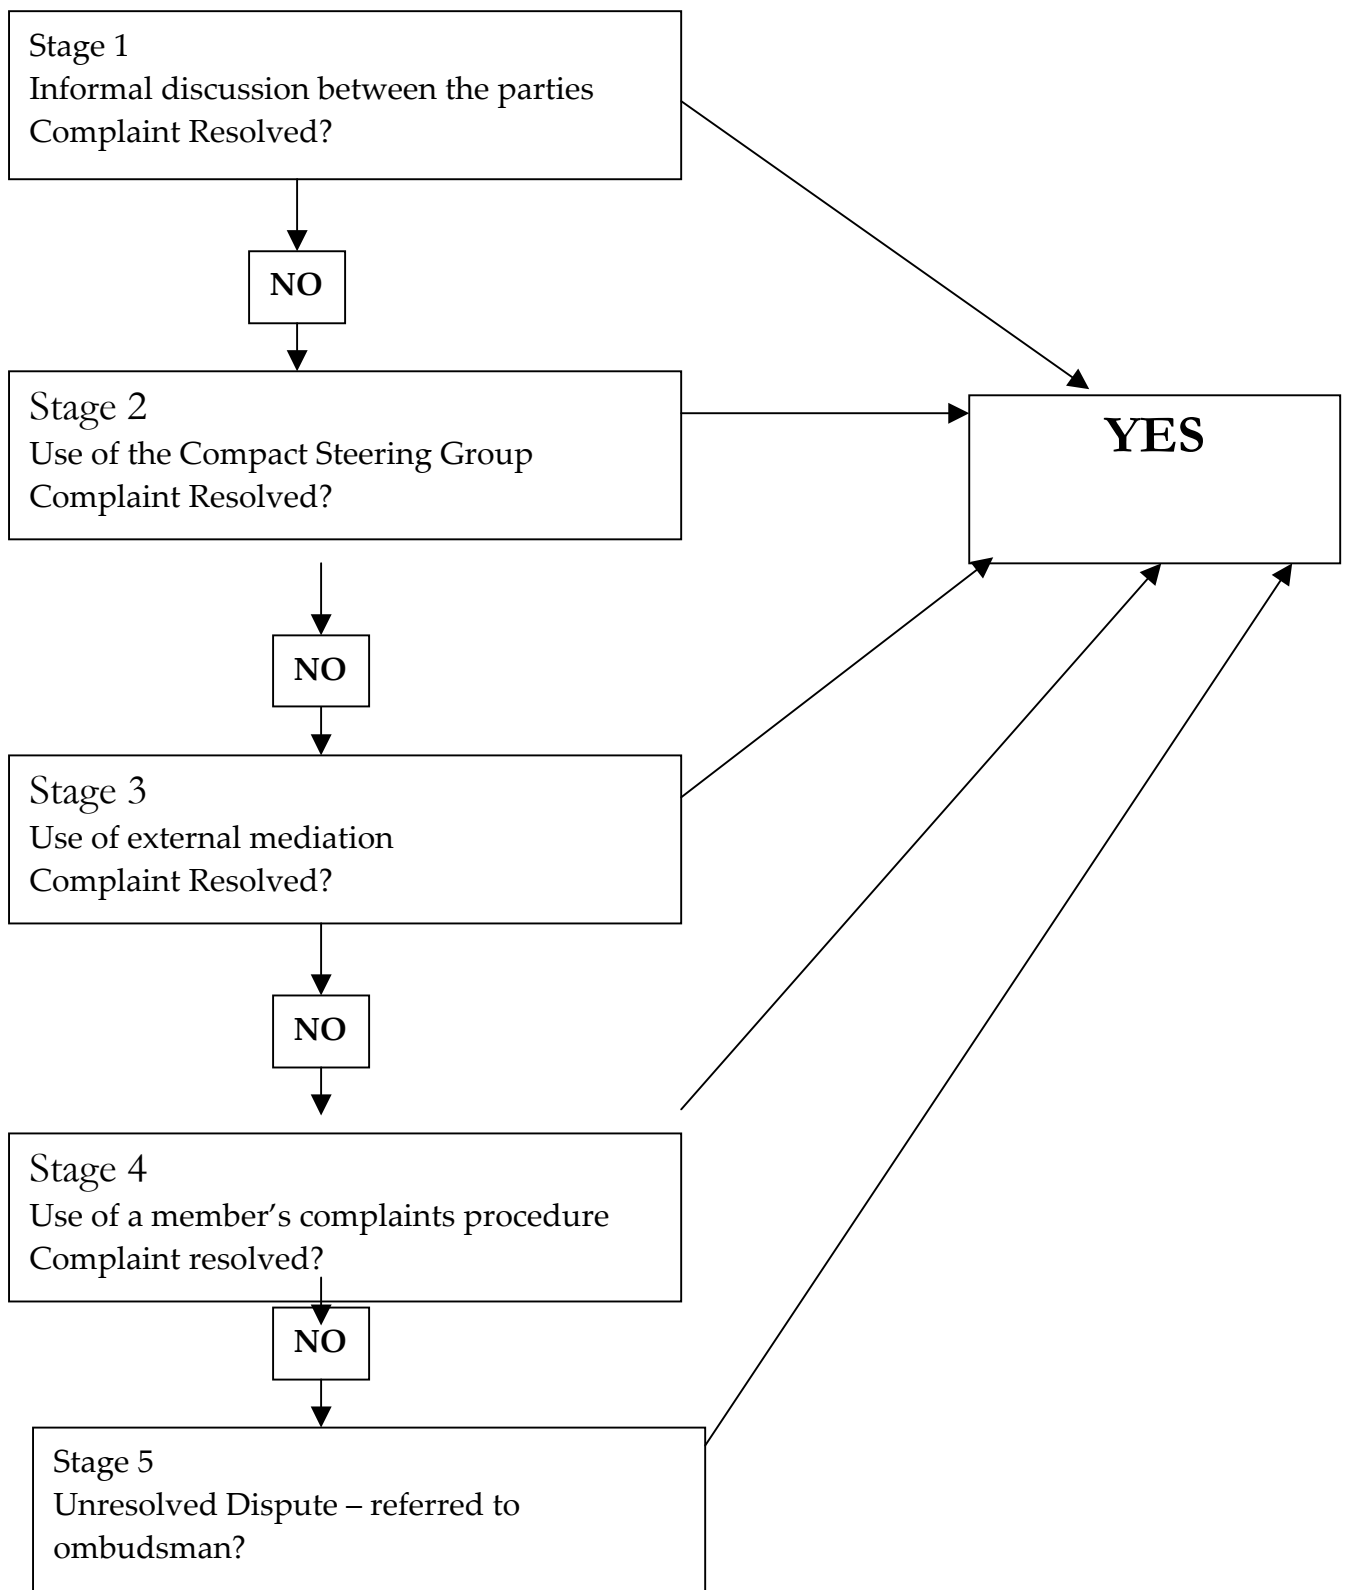 Stage 1
Informal discussion between the parties
Complaint Resolved?
NO
Stage 2
Use of the Compact Steering Group
Complaint Resolved?
YES
NO
Stage 3
Use of external mediation
Complaint Resolved?
NO
Stage 4
Use of a member’s complaints procedure
Complaint resolved?
NO
Stage 5
Unresolved Dispute – referred to
ombudsman?